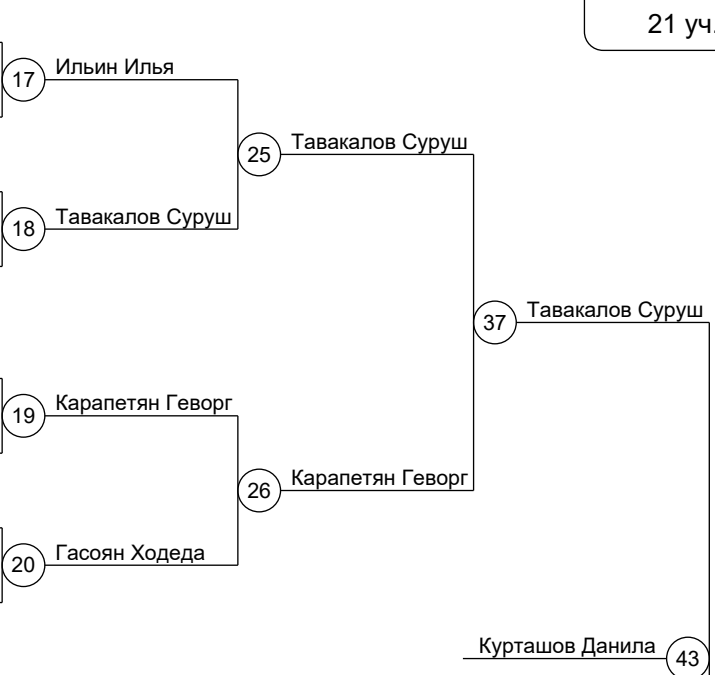 21 уч.
17 Ильин Илья
25 Тавакалов Суруш
18 Тавакалов Суруш
37 Тавакалов Суруш
19 Карапетян Геворг
26 Карапетян Геворг
20 Гасоян Ходеда
Курташов Данила 43